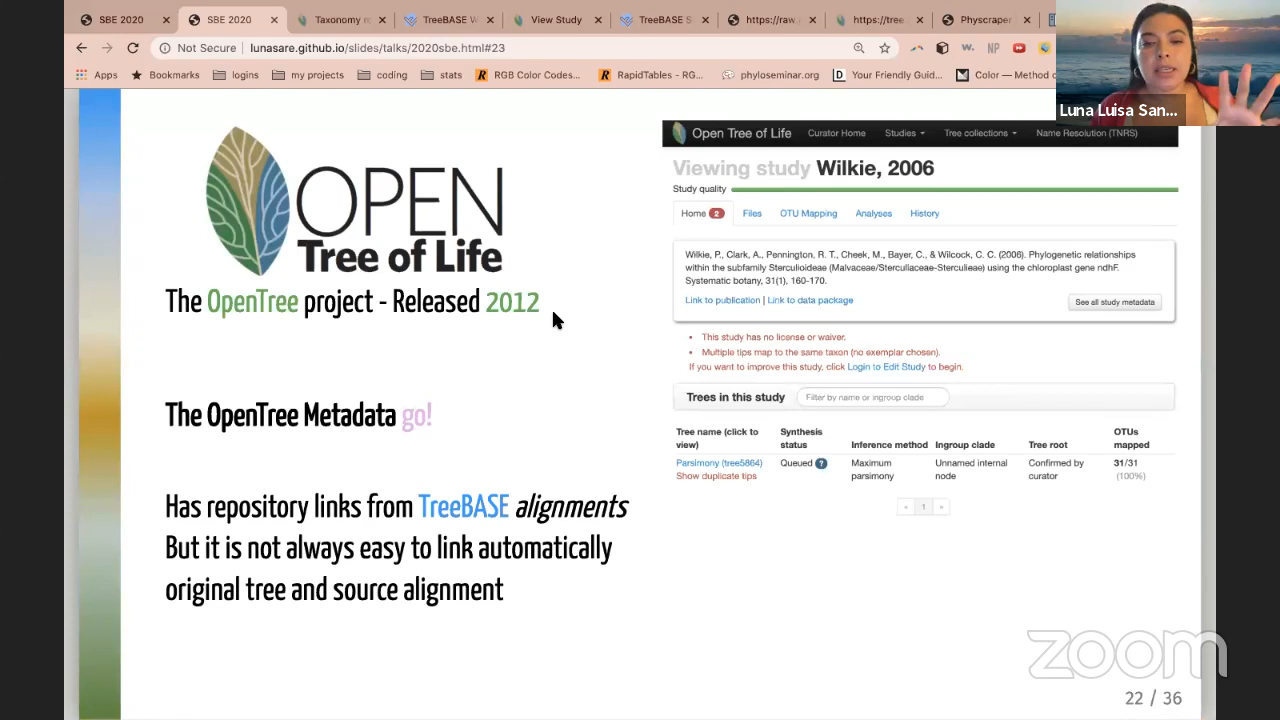 SBE 2020
SBE 2020
Taxonomy re
TreeBASE V
View Study
TreeBASE S
https://raw.
https://tree
Physcraper
Not Secure
lunasare.github.io/slides/talks/2020sbe.html#23
Apps
Bookmarks
logins
my projects
coding
stats
RGB Color Codes...
RapidTables - RG...
phyloseminar.org
Your Friendly Guid...
Color — Method o
Luna Luisa San...
OPEN
Tree of Life
The OpenTree project - Released 2012
The OpenTree Metadata go!
Has repository links from TreeBASE alignments
But it is not always easy to link automatically
original tree and source alignment
Open Tree of Life
Curator Home
Studies
Tree collections
Name Resolution (TNRS)
Viewing study Wilkie, 2006
Study quality
Home 2
Files
OTU Mapping
Analyses
History
Wilkie, P., Clark, A., Pennington, R. T., Cheek, M., Bayer, C., & Wilcock, C. C. (2006). Phylogenetic relationships
within the subfamily Sterculioideae (Malvaceae/Sterculiaceae-Sterculieae) using the chloroplast gene ndhF.
Systematic botany, 31(1), 160-170.
Link to publication | Link to data package
See all study metadata
This study has no license or waiver.
Multiple tips map to the same taxon (no exemplar chosen).
If you want to improve this study, click Login to Edit Study to begin.
Trees in this study
Filter by name or ingroup clade
Tree name (click to
view)
Synthesis
status
Inference method
Ingroup clade
Tree root
OTUs
mapped
Parsimony (tree5864)
Show duplicate tips
Queued ?
Maximum
parsimony
Unnamed internal
node
Confirmed by
curator
31/31
(100%)
« 1 »
zoom
22 / 36